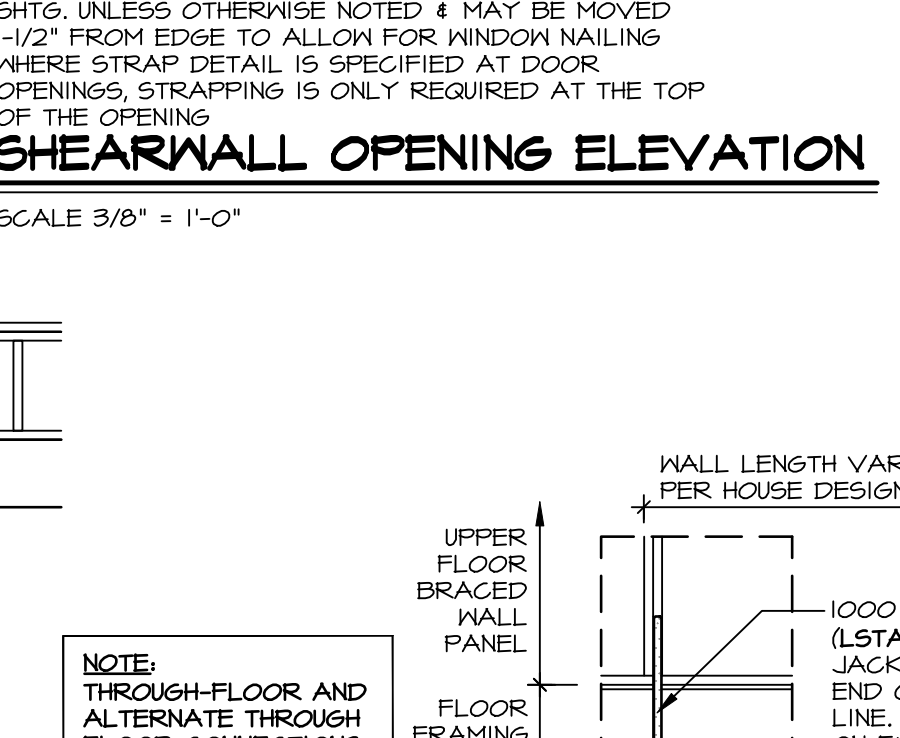 SHTG. UNLESS OTHERWISE NOTED & MAY BE MOVED
-1/2" FROM EDGE TO ALLOW FOR WINDOW NAILING
WHERE STRAP DETAIL IS SPECIFIED AT DOOR
OPENINGS, STRAPPING IS ONLY REQUIRED AT THE TOP
OF THE OPENING
SHEARWALL OPENING ELEVATION
SCALE 3/8" = 1'-0"
WALL LENGTH VAR
PER HOUSE DESIGN
UPPER
FLOOR
BRACED
WALL
PANEL
1000
(LSTA
JACK
END
LINE.
NOTE:
THROUGH-FLOOR AND
ALTERNATE THROUGH
FLOOR CONNECTIONS
FLOOR
FRAMING